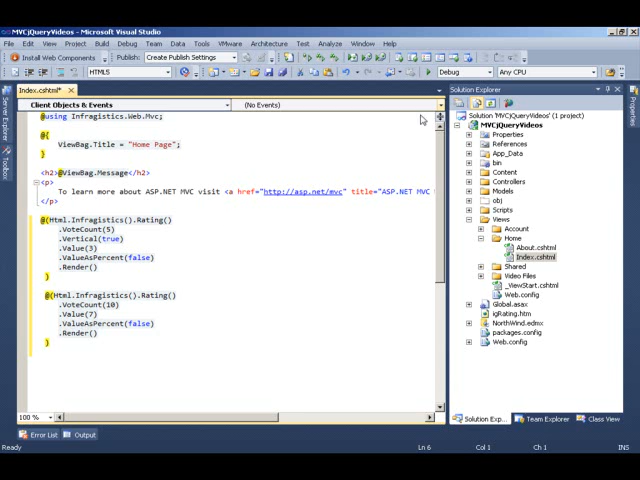 MVCjQueryVideos - Microsoft Visual Studio
File Edit View Project Build Debug Team Data Tools VMware Architecture Test Analyze Window Help
Install Web Components Publish: Create Publish Settings
HTML5 Debug Any CPU
Index.cshtml*
Client Objects & Events (No Events)
@using Infragistics.Web.Mvc;
@{
ViewBag.Title = "Home Page";
}
<h2>@ViewBag.Message</h2>
<p>
To learn more about ASP.NET MVC visit <a href="http://asp.net/mvc" title="ASP.NET MVC
</p>
@(Html.Infragistics().Rating()
.VoteCount(5)
.Vertical(true)
.Value(3)
.ValueAsPercent(false)
.Render()
)
@(Html.Infragistics().Rating()
.VoteCount(10)
.Value(7)
.ValueAsPercent(false)
.Render()
)
100 %
Server Explorer
Toolbox
Solution Explorer
Solution 'MVCjQueryVideos' (1 project)
MVCjQueryVideos
Properties
References
App_Data
bin
Content
Controllers
Models
obj
Scripts
Views
Account
Home
About.cshtml
Index.cshtml
Shared
Video Files
_ViewStart.cshtml
Web.config
Global.asax
igRating.htm
NorthWind.edmx
packages.config
Web.config
Properties
Solution Exp... Team Explorer Class View
Error List Output
Ready Ln 6 Col 1 Ch 1 INS